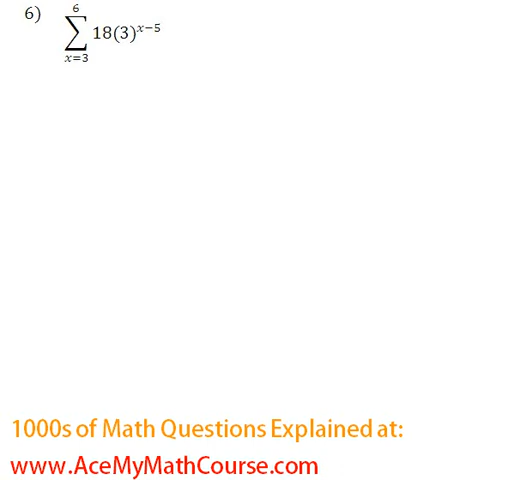 6) 6
∑ 18(3)^{x−5}
x=3
1000s of Math Questions Explained at:
www.AceMyMathCourse.com